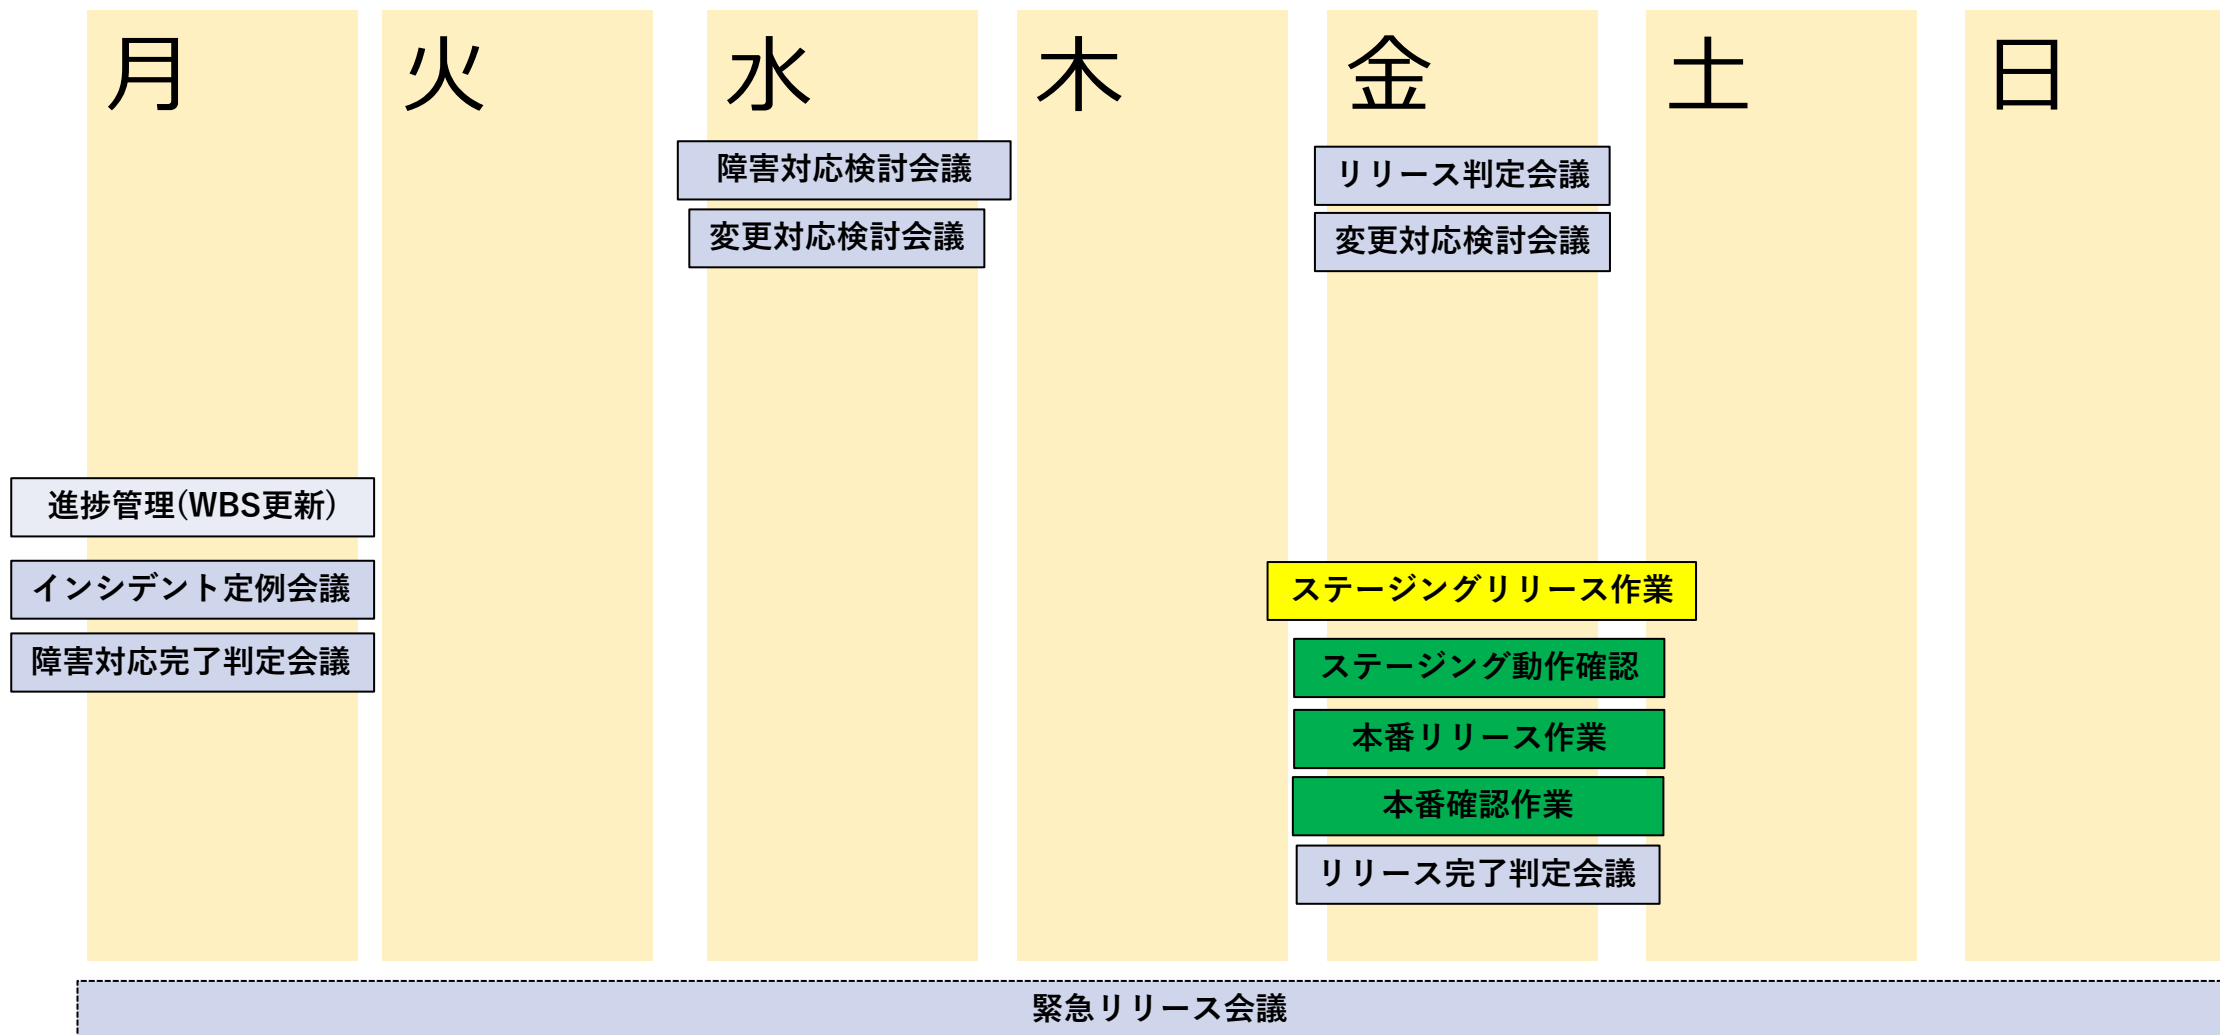 月
火
水
木
金
土
日
障害対応検討会議
変更対応検討会議
リリース判定会議
変更対応検討会議
進捗管理(WBS更新)
インシデント定例会議
障害対応完了判定会議
ステージングリリース作業
ステージング動作確認
本番リリース作業
本番確認作業
リリース完了判定会議
緊急リリース会議